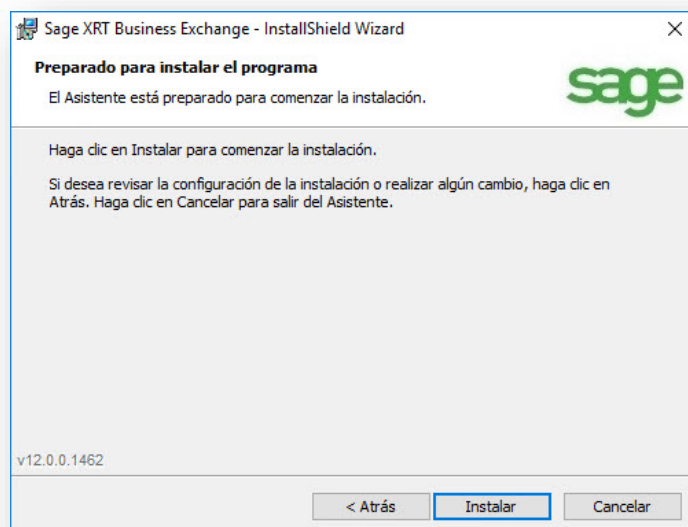 Sage XRT Business Exchange - InstallShield Wizard
Preparado para instalar el programa
El Asistente está preparado para comenzar la instalación.
sage
Haga clic en Instalar para comenzar la instalación.
Si desea revisar la configuración de la instalación o realizar algún cambio, haga clic en
Atrás. Haga clic en Cancelar para salir del Asistente.
v12.0.0.1462
< Atrás
Instalar
Cancelar